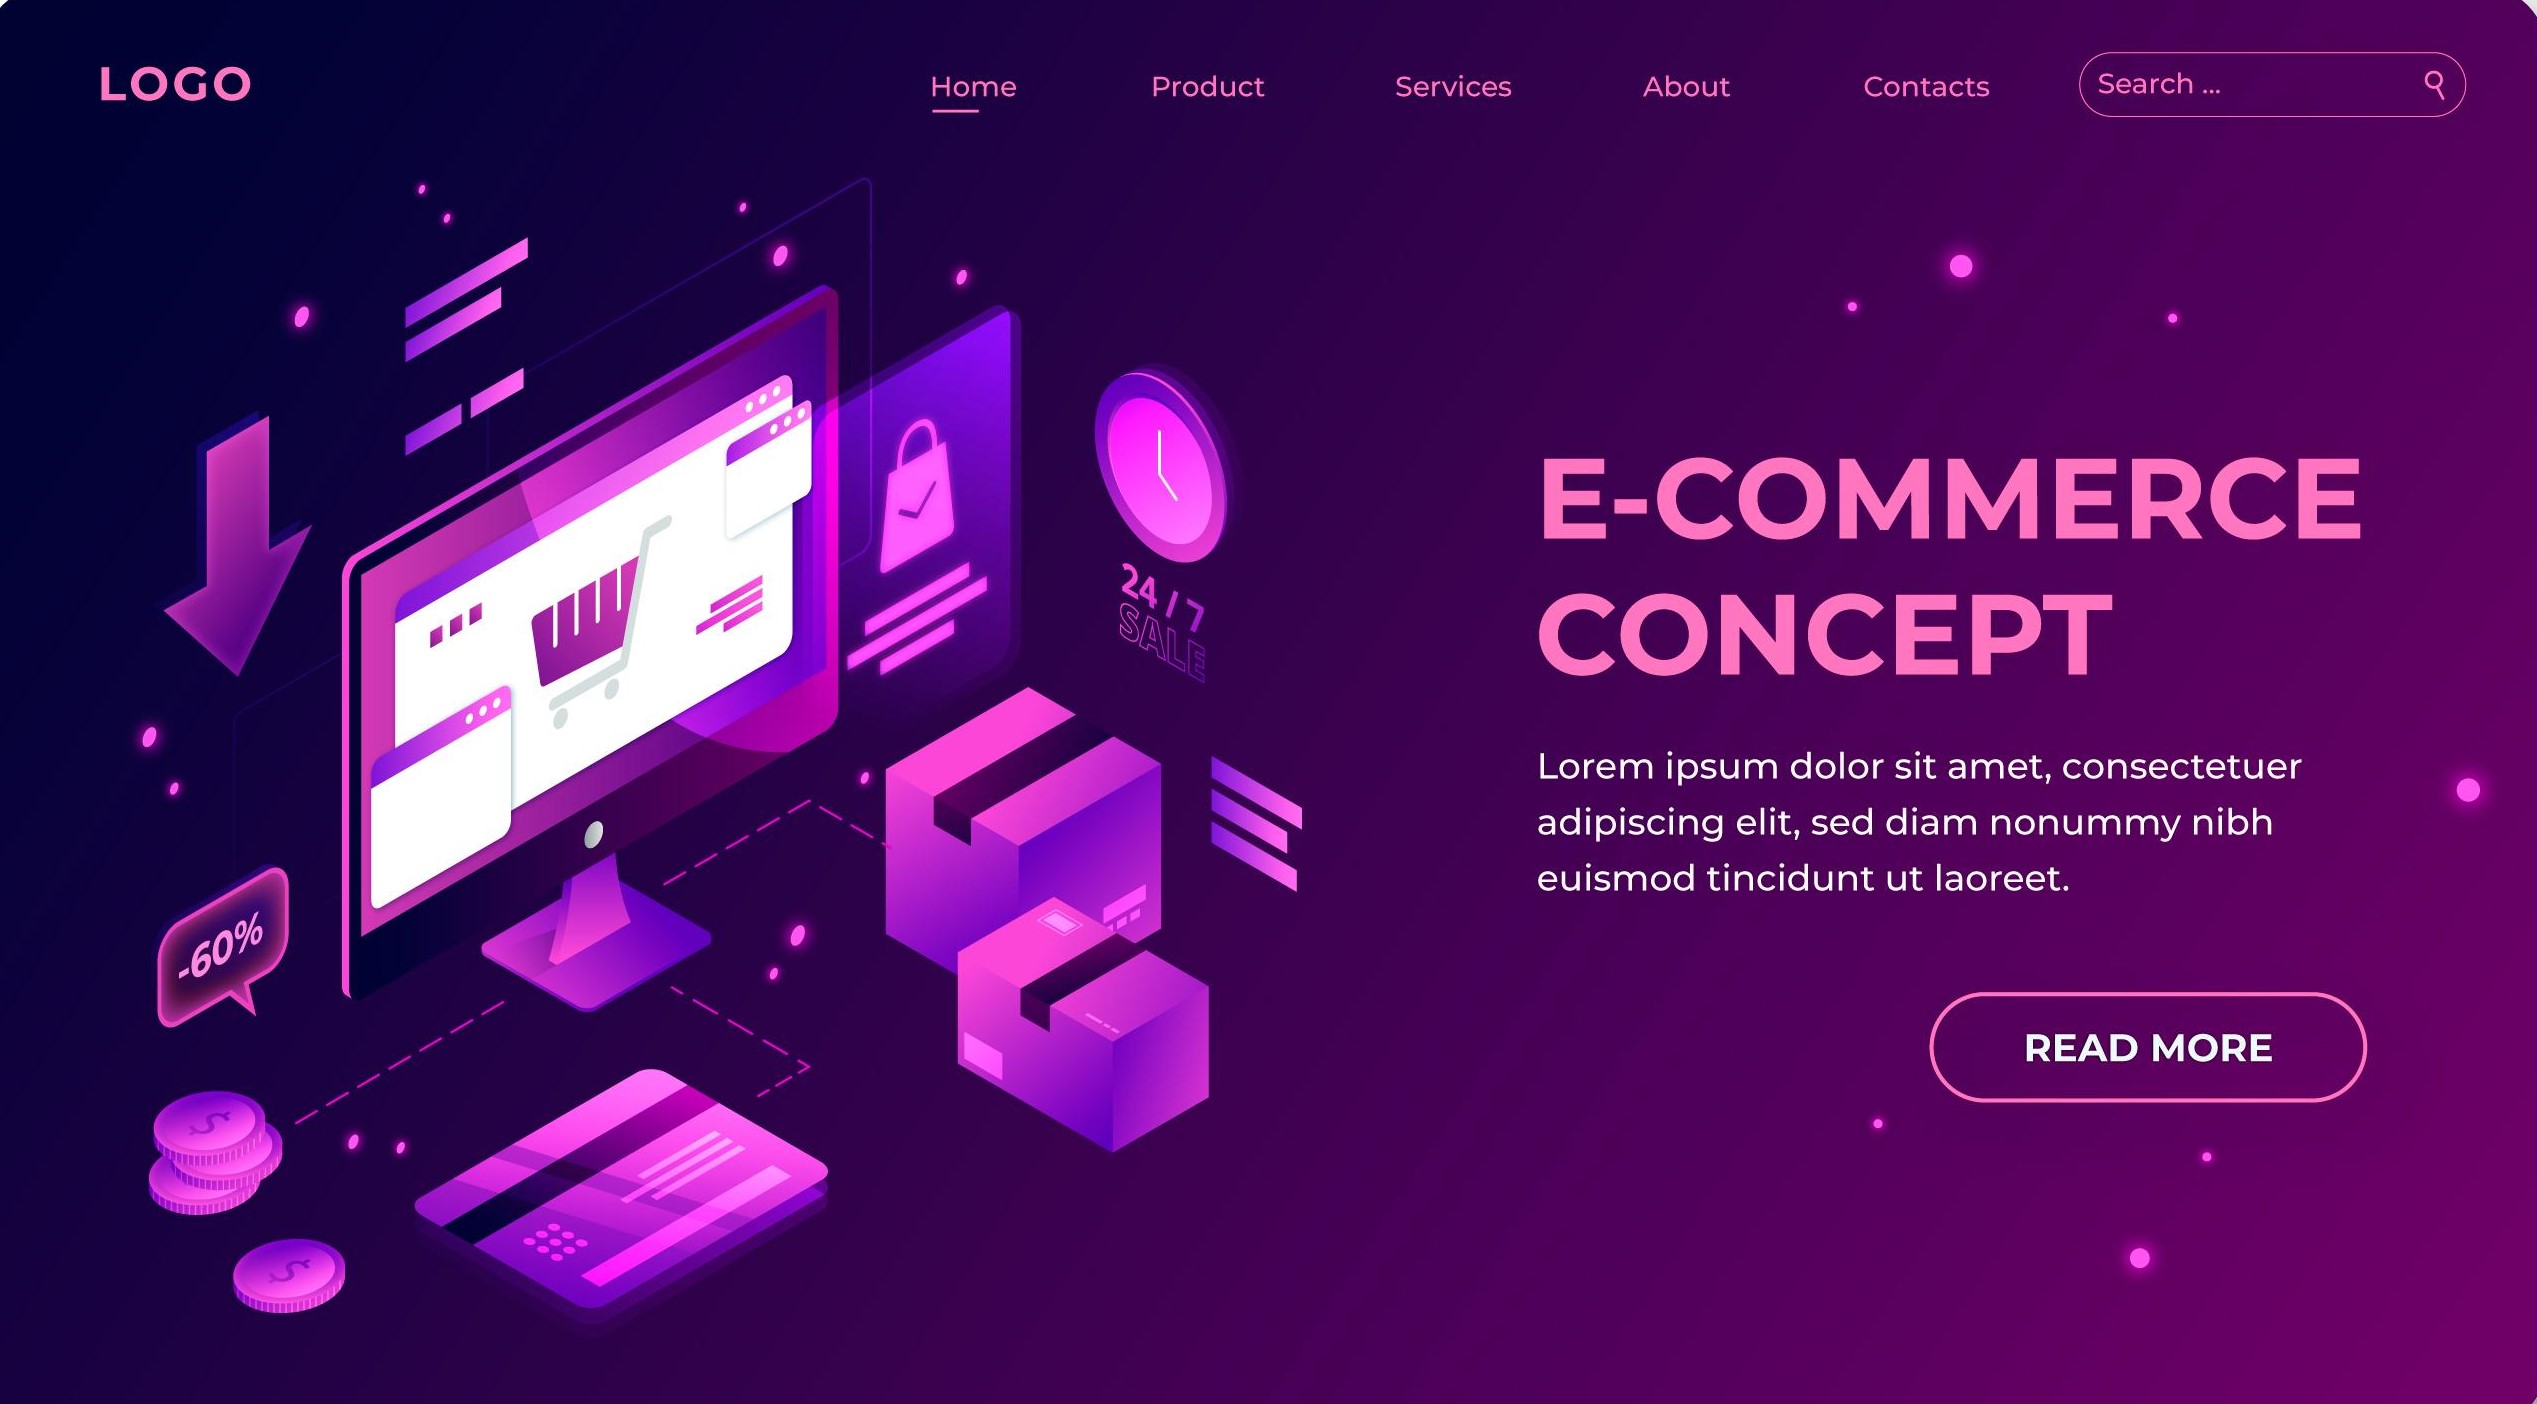 LOGO
Home Product Services About Contacts Search ...
24 / 7
SALE
E-COMMERCE
CONCEPT
Lorem ipsum dolor sit amet, consectetuer
adipiscing elit, sed diam nonummy nibh
euismod tincidunt ut laoreet.
-60%
READ MORE
$
$